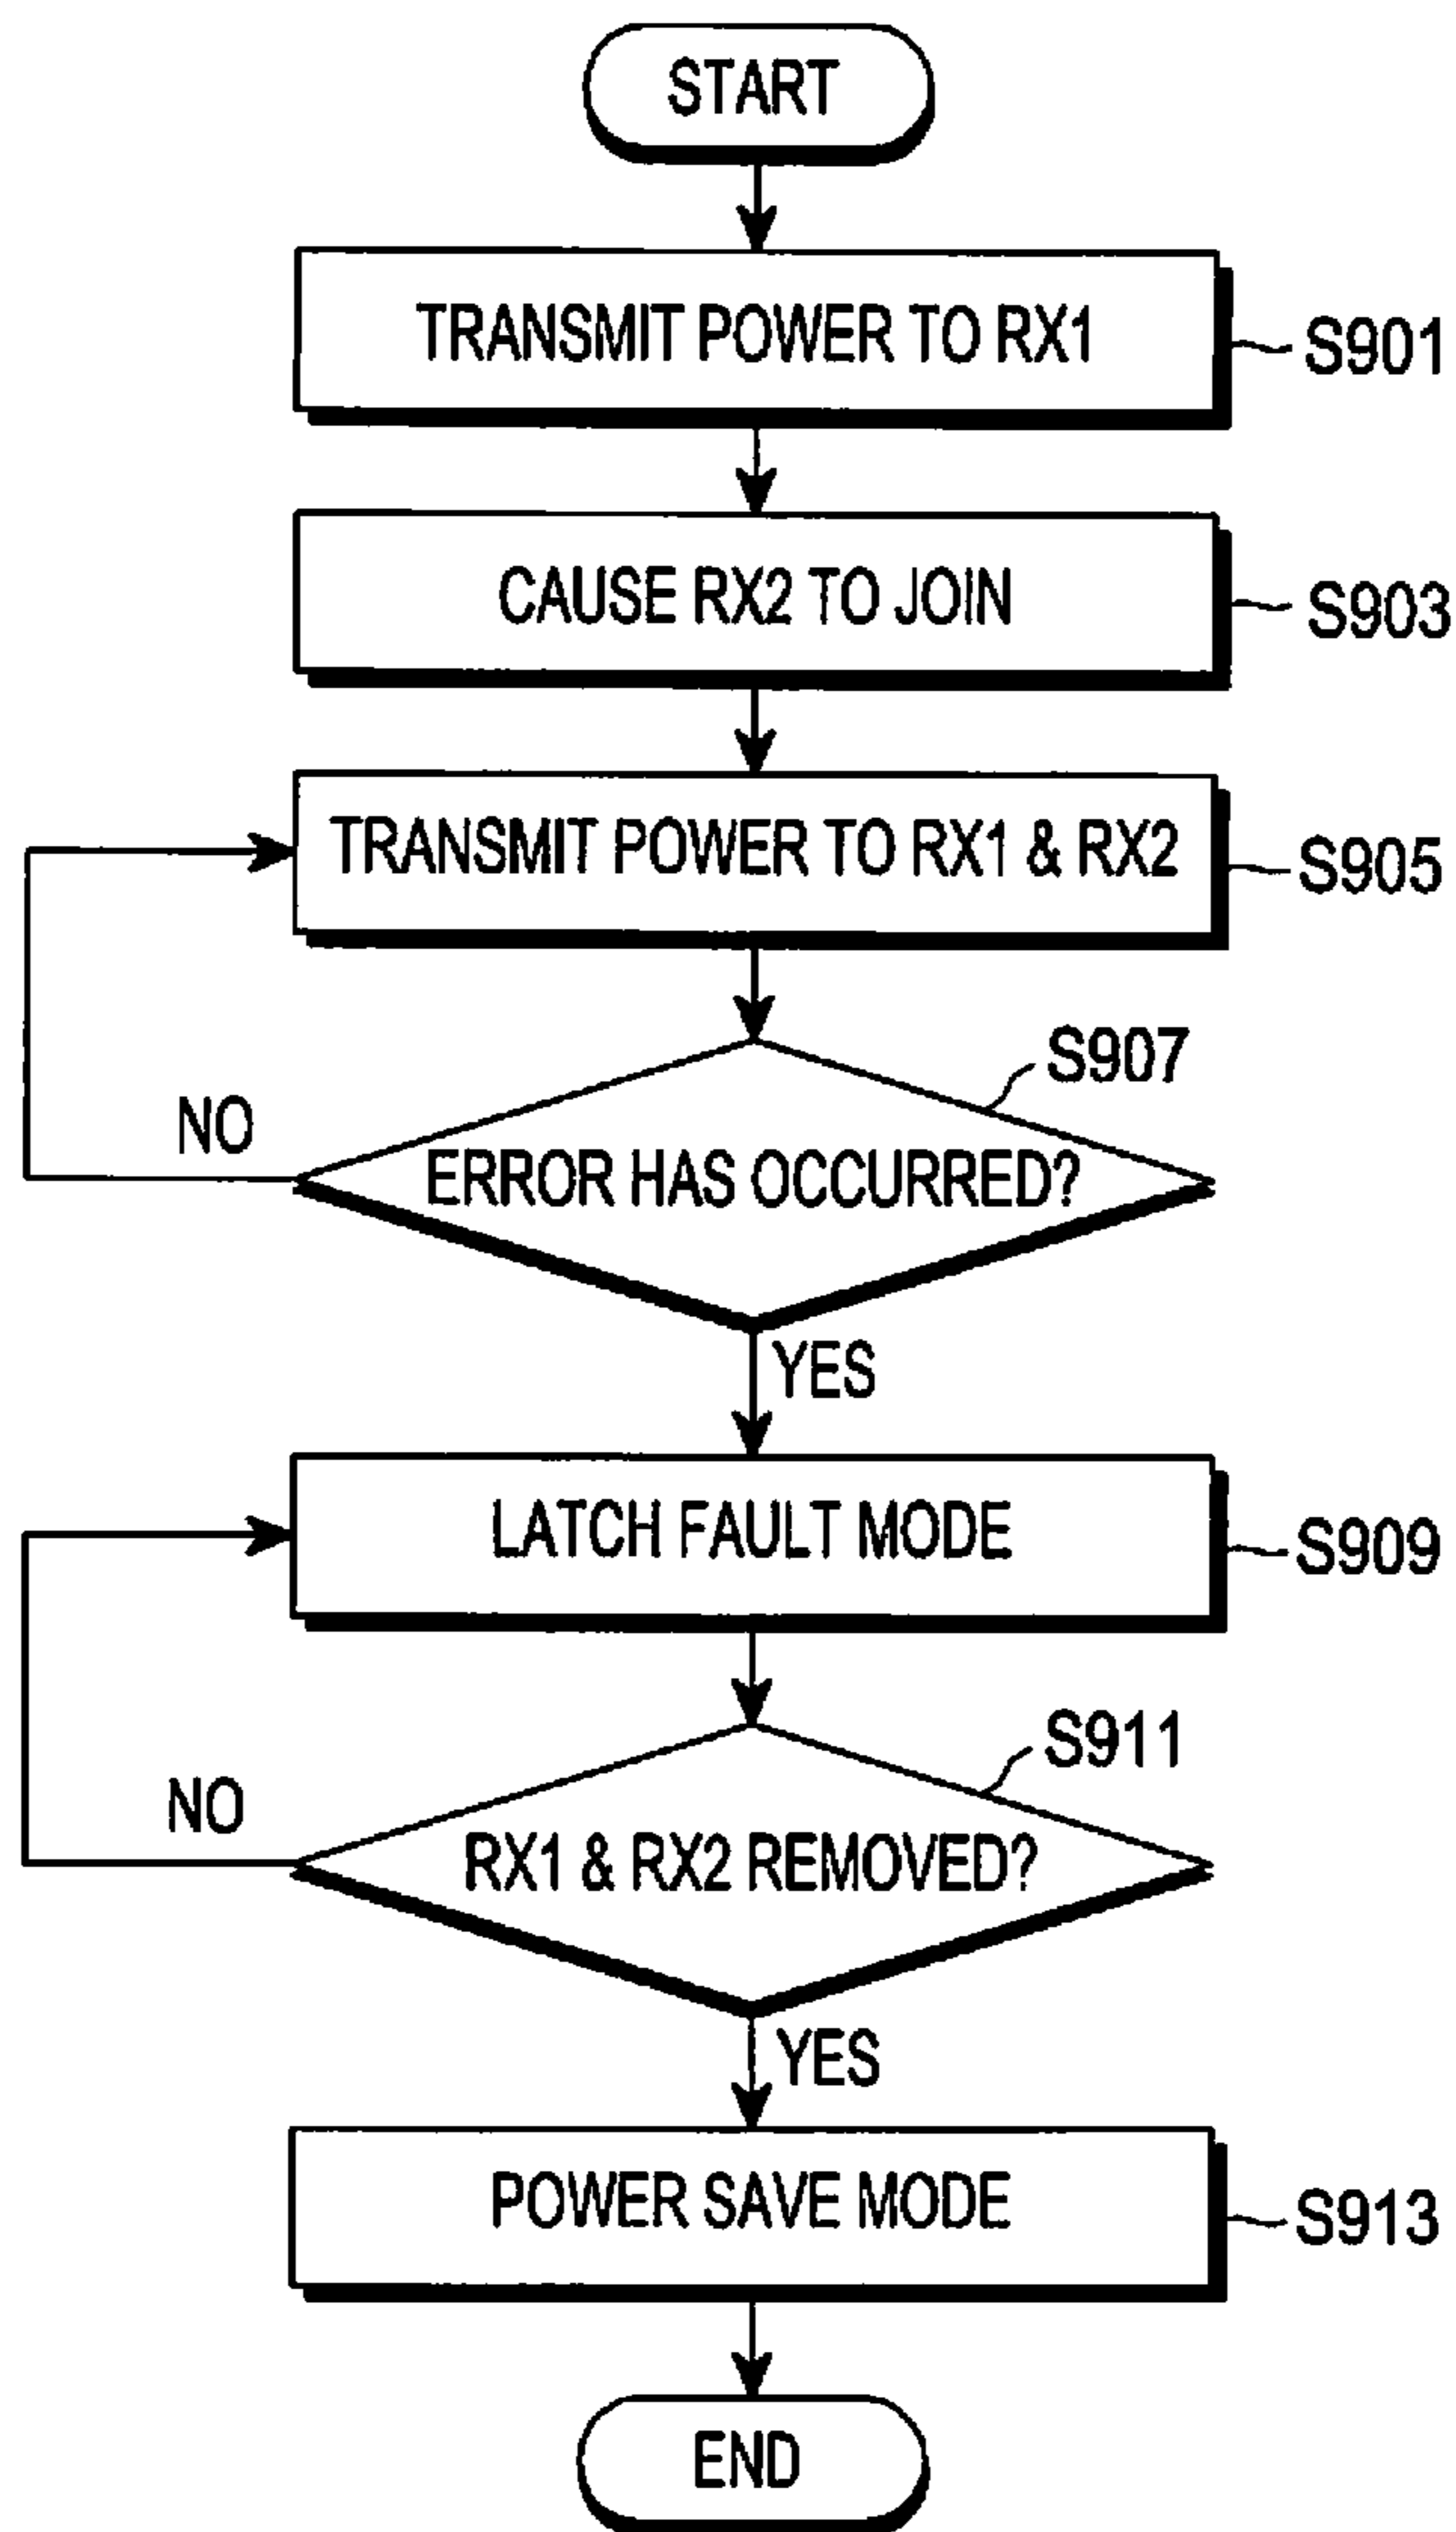 START
TRANSMIT POWER TO RX1
S901
CAUSE RX2 TO JOIN
S903
TRANSMIT POWER TO RX1 & RX2
S905
S907
NO
ERROR HAS OCCURRED?
YES
LATCH FAULT MODE
S909
S911
NO
RX1 & RX2 REMOVED?
YES
POWER SAVE MODE
S913
END